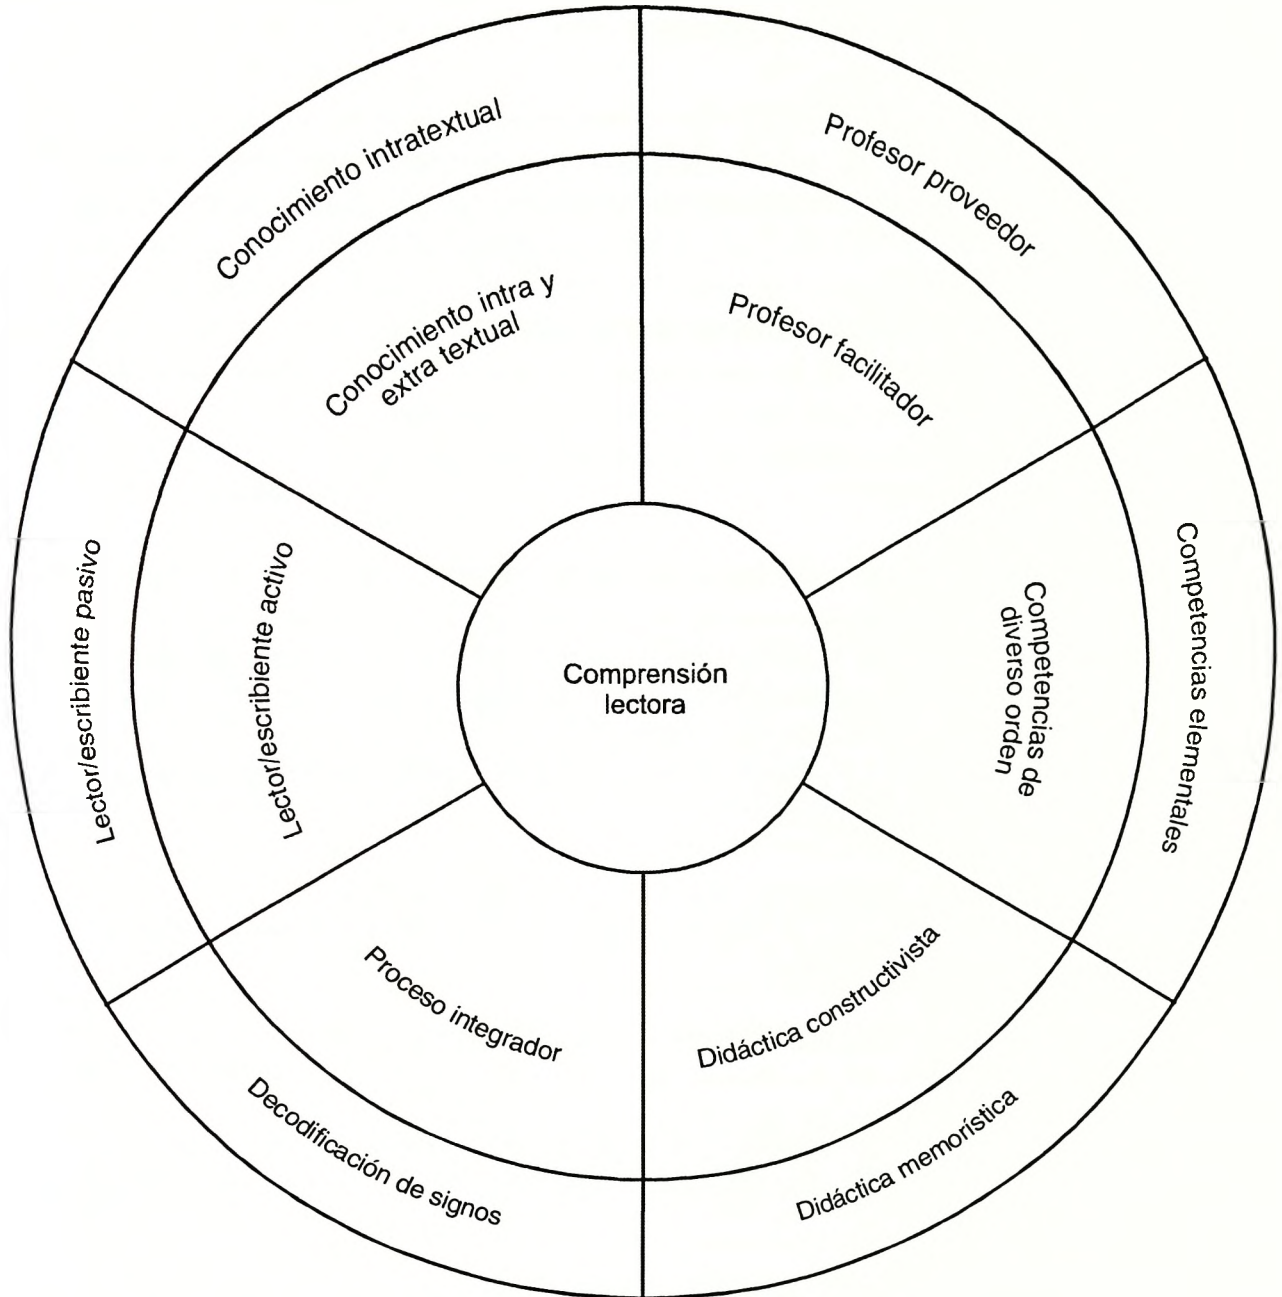 Conocimiento intratextual
Profesor proveedor
Conocimiento intra y
extra textual
Profesor facilitador
Lector/escribiente pasivo
Lector/escribiente activo
Comprensión
lectora
Competencias de
diverso orden
Competencias elementales
Proceso integrador
Didáctica constructivista
Decodificación de signos
Didáctica memorística